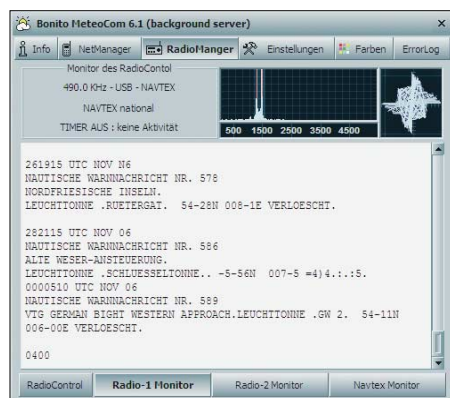 Bonito MeteoCom 6.1 (background server) ×
Info NetManager RadioManger Einstellungen Farben ErrorLog
Monitor des RadioContol
490.0 KHz - USB - NAVTEX
NAVTEX national
TIMER AUS : keine Aktivität
500 1500 2500 3500 4500
261915 UTC NOV N6
NAUTISCHE WARNNACHRICHT NR. 578
NORDFRIESISCHE INSELN.
LEUCHTTONNE .RUETERGAT. 54-28N 008-1E VERLOESCHT.
282115 UTC NOV 06
NAUTISCHE WARNNACHRICHT NR. 586
ALTE WESER-ANSTEUERUNG.
LEUCHTTONNE .SCHLUESSELTONNE.. -5-56N 007-5 =4)4.:.:5.
0000510 UTC NOV 06
NAUTISCHE WARNNACHRICHT NR. 589
VTG GERMAN BIGHT WESTERN APPROACH.LEUCHTTONNE .GW 2. 54-11N
006-00E VERLOESCHT.
0400
RadioControl Radio-1 Monitor Radio-2 Monitor Navtex Monitor